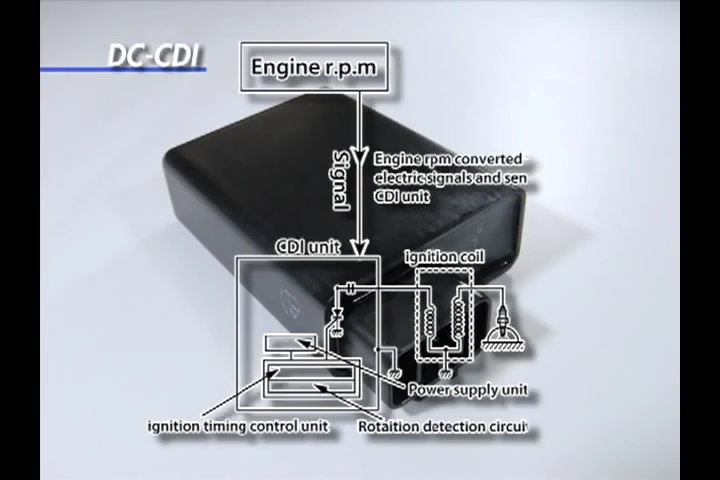 DC-CDI
Engine r.p.m
Signal
Engine rpm converted
electric signals and sen
CDI unit
CDI unit
ignition coil
Power supply unit
ignition timing control unit
Rotaition detection circuit